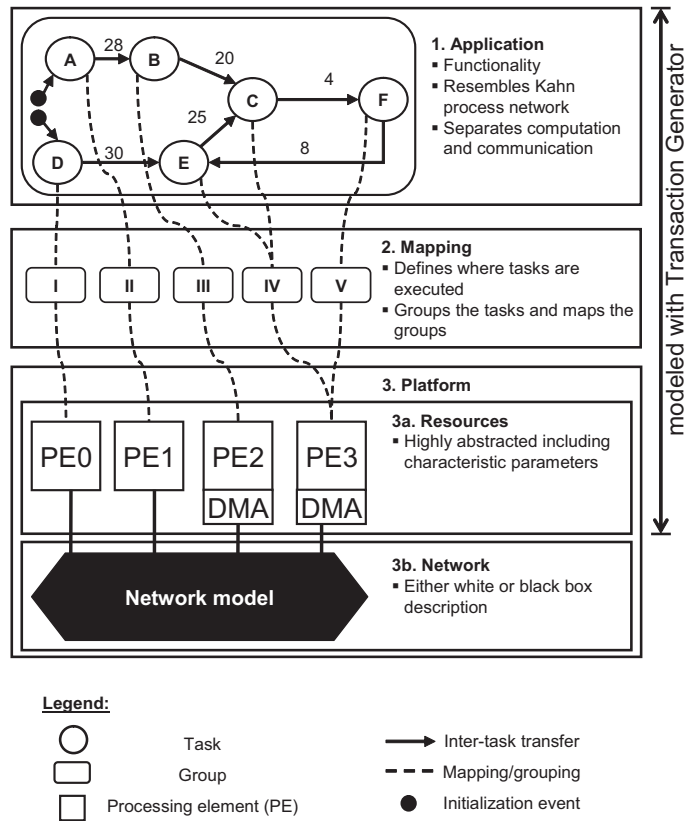 A
28
B
20
C
4
F
25
D
30
E
8
1. Application
▪ Functionality
▪ Resembles Kahn
process network
▪ Separates computation
and communication
2. Mapping
▪ Defines where tasks are
executed
▪ Groups the tasks and maps the
groups
I
II
III
IV
V
3. Platform
3a. Resources
▪ Highly abstracted including
characteristic parameters
PE0
PE1
PE2
PE3
DMA
DMA
3b. Network
▪ Either white or black box
description
Network model
modeled with Transaction Generator
Legend:
Task
Group
Processing element (PE)
Inter-task transfer
Mapping/grouping
Initialization event